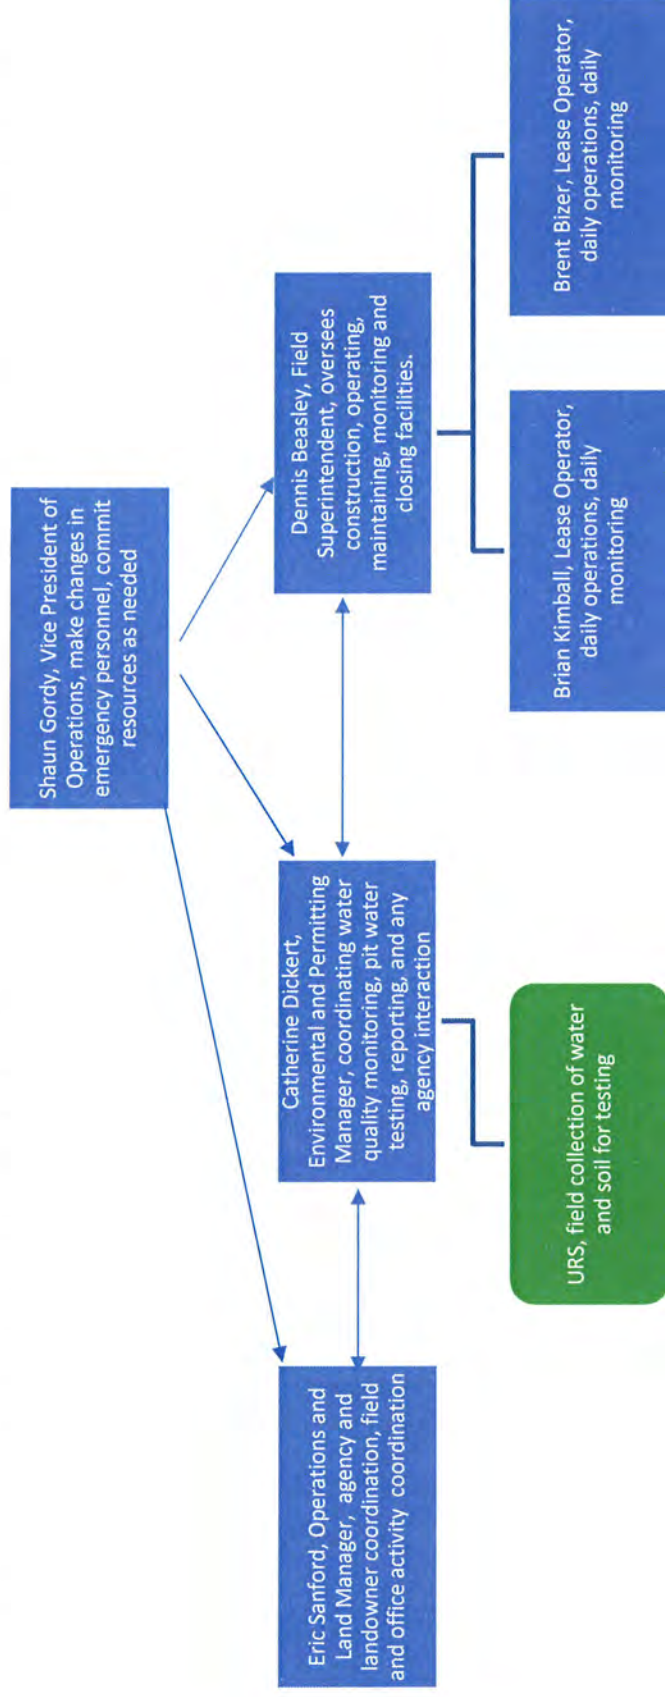 Shaun Gordy, Vice President of
Operations, make changes in
emergency personnel, commit
resources as needed
Eric Sanford, Operations and
Land Manager, agency and
landowner coordination, field
and office activity coordination
Catherine Dickert,
Environmental and Permitting
Manager, coordinating water
quality monitoring, pit water
testing, reporting, and any
agency interaction
Dennis Beasley, Field
Superintendent, oversees
construction, operating,
maintaining, monitoring and
closing facilities.
URS, field collection of water
and soil for testing
Brian Kimball, Lease Operator,
daily operations, daily
monitoring
Brent Bizer, Lease Operator,
daily operations, daily
monitoring